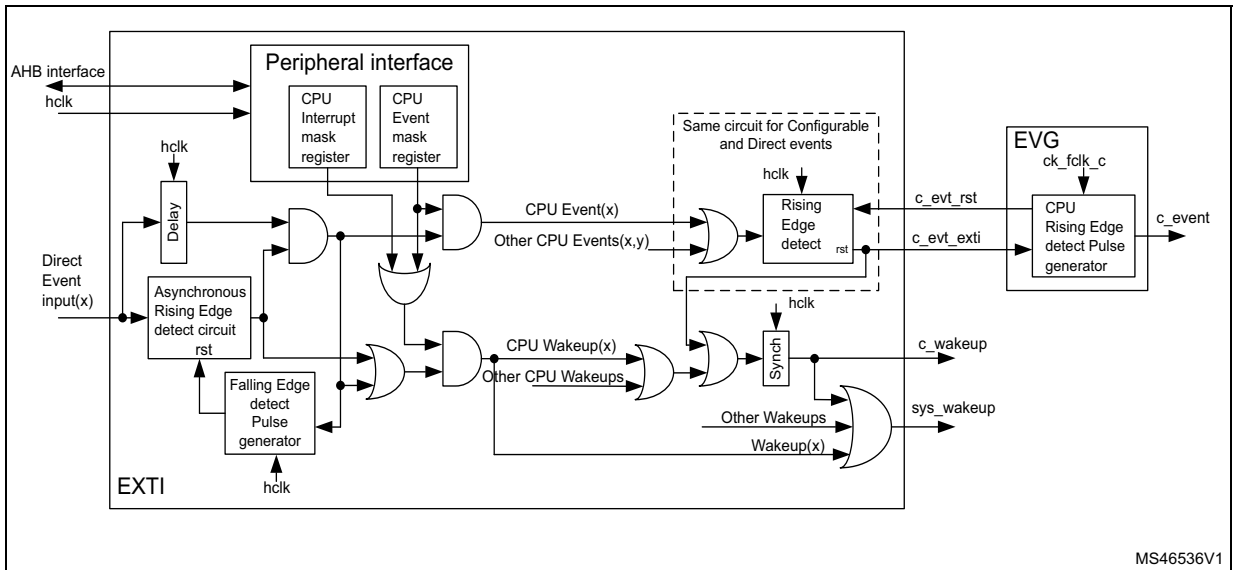 AHB interface
hclk
Peripheral interface
CPU
Interrupt
mask
register
CPU
Event
mask
register
hclk
Delay
Direct
Event
input(x)
Asynchronous
Rising Edge
detect circuit
rst
Falling Edge
detect
Pulse
generator
hclk
EXTI
CPU Event(x)
Other CPU Events(x,y)
Same circuit for Configurable
and Direct events
hclk
Rising
Edge
detect
rst
c_evt_rst
c_evt_exti
EVG
ck_fclk_c
CPU
Rising Edge
detect Pulse
generator
c_event
CPU Wakeup(x)
Other CPU Wakeups
hclk
Synch
c_wakeup
Other Wakeups
sys_wakeup
Wakeup(x)
MS46536V1